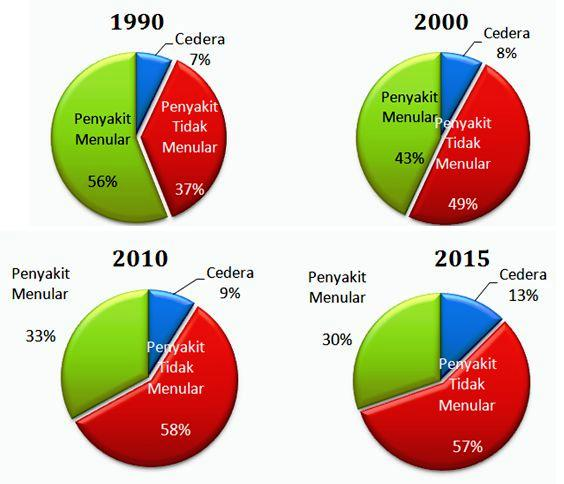 1990
Cedera
7%
Penyakit
Menular
56%
Penyakit
Tidak
Menular
37%
2000
Cedera
8%
Penyakit
Menular
43%
Penyakit
Tidak
Menular
49%
2010
Cedera
9%
Penyakit
Menular
33%
Penyakit
Tidak
Menular
58%
2015
Cedera
13%
Penyakit
Menular
30%
Penyakit
Tidak
Menular
57%